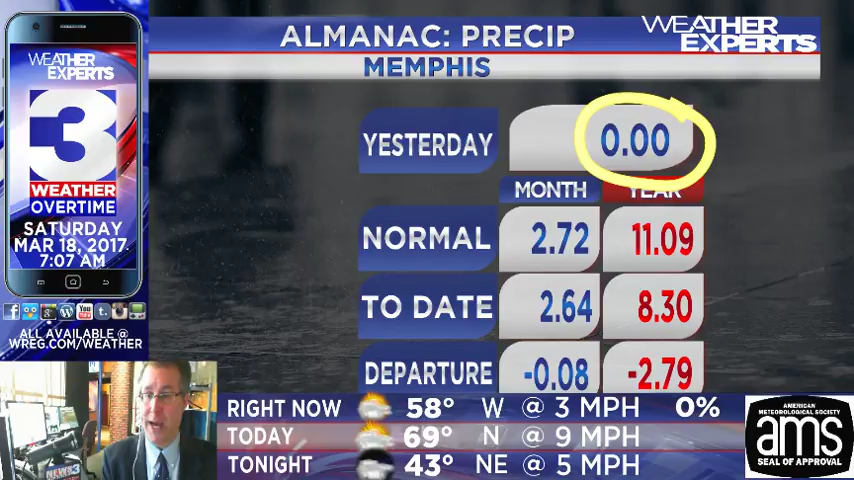 WEATHER
EXPERTS
3
WEATHER
OVERTIME
SATURDAY
MAR 18, 2017
7:07 AM
ALL AVAILABLE @
WREG.COM/WEATHER
ALMANAC: PRECIP
WEATHER
EXPERTS
MEMPHIS
YESTERDAY 0.00
MONTH YEAR
NORMAL 2.72 11.09
TO DATE 2.64 8.30
DEPARTURE -0.08 -2.79
RIGHT NOW 58° W @ 3 MPH 0%
TODAY 69° N @ 9 MPH
TONIGHT 43° NE @ 5 MPH
AMERICAN
METEOROLOGICAL SOCIETY
ams
SEAL OF APPROVAL